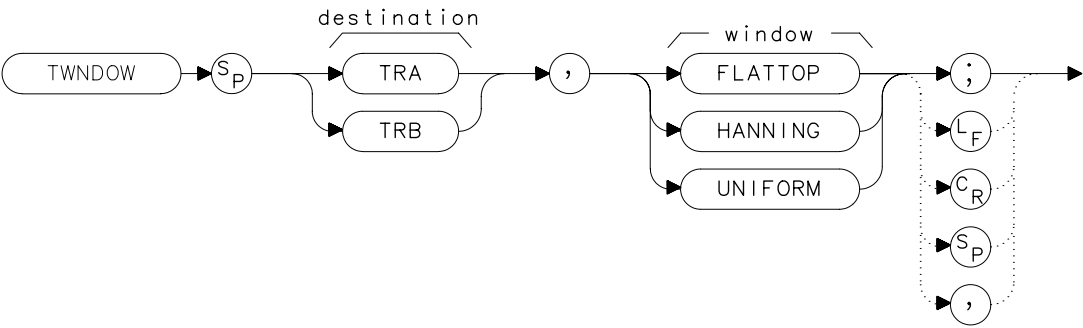 destination
window
TWNDOW
SP
TRA
,
FLATTOP
;
TRB
HANNING
LF
UNIFORM
CR
SP
,